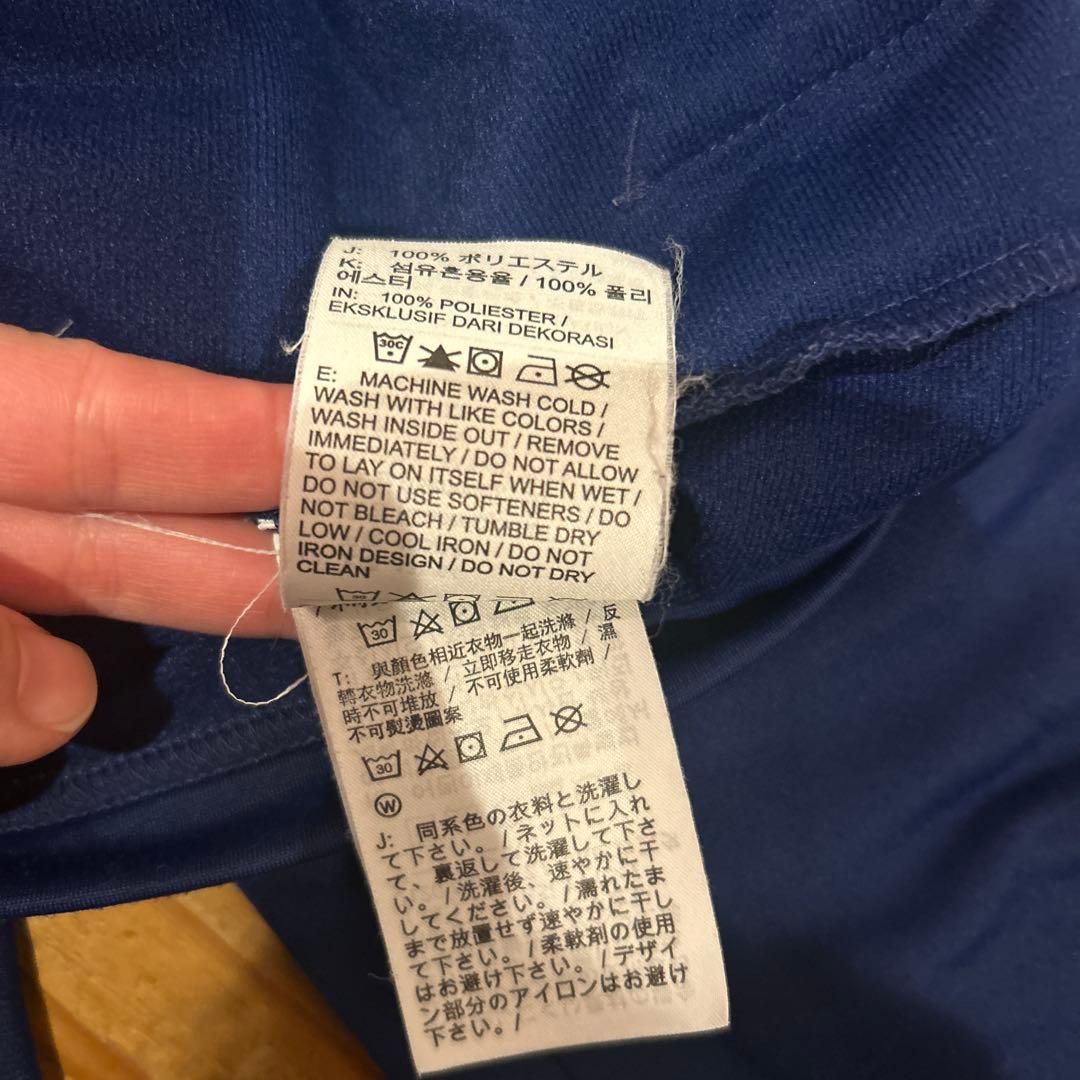 J: 100% ポリエステル
K: 섬유혼용율 / 100% 폴리
에스터
IN: 100% POLIESTER /
EKSKLUSIF DARI DEKORASI
30C
E: MACHINE WASH COLD /
WASH WITH LIKE COLORS /
WASH INSIDE OUT / REMOVE
IMMEDIATELY / DO NOT ALLOW
TO LAY ON ITSELF WHEN WET /
DO NOT USE SOFTENERS / DO
NOT BLEACH / TUMBLE DRY
LOW / COOL IRON / DO NOT
IRON DESIGN / DO NOT DRY
CLEAN
30
30
T: 與顏色相近衣物一起洗滌 / 反
轉衣物洗滌 / 立即移走衣物 / 濕
時不可堆放 / 不可使用柔軟劑 /
不可熨燙圖案
30
W
J: 同系色の衣料と洗濯し
て下さい。/ ネットに入れ
て、裏返して洗濯して下さ
い。/ 洗濯後、速やかに干
してください。/ 濡れたま
まで放置せず速やかに干し
て下さい。/ 柔軟剤の使用
はお避け下さい。/ デザイ
ン部分のアイロンはお避け
下さい。/